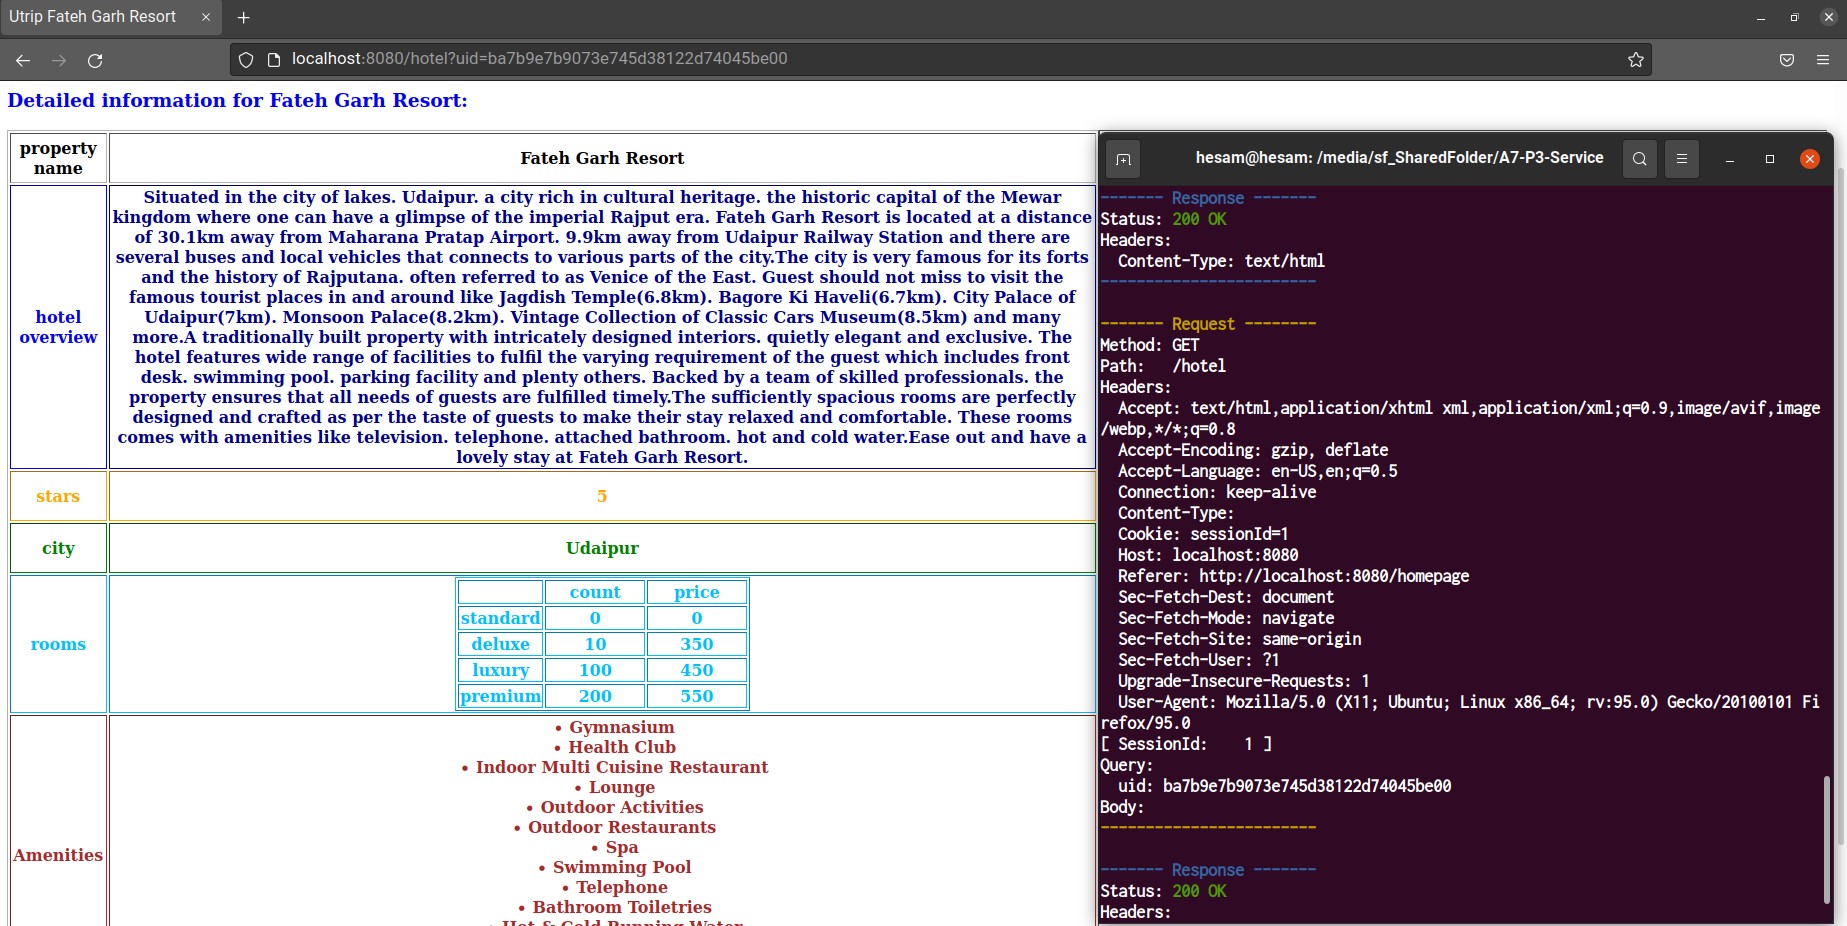 Utrip Fateh Garh Resort
localhost:8080/hotel?uid=ba7b9e7b9073e745d38122d74045be00
Detailed information for Fateh Garh Resort:
property
name
Fateh Garh Resort
hotel
overview
Situated in the city of lakes. Udaipur. a city rich in cultural heritage. the historic capital of the Mewar
kingdom where one can have a glimpse of the imperial Rajput era. Fateh Garh Resort is located at a distance
of 30.1km away from Maharana Pratap Airport. 9.9km away from Udaipur Railway Station and there are
several buses and local vehicles that connects to various parts of the city.The city is very famous for its forts
and the history of Rajputana. often referred to as Venice of the East. Guest should not miss to visit the
famous tourist places in and around like Jagdish Temple(6.8km). Bagore Ki Haveli(6.7km). City Palace of
Udaipur(7km). Monsoon Palace(8.2km). Vintage Collection of Classic Cars Museum(8.5km) and many
more.A traditionally built property with intricately designed interiors. quietly elegant and exclusive. The
hotel features wide range of facilities to fulfil the varying requirement of the guest which includes front
desk. swimming pool. parking facility and plenty others. Backed by a team of skilled professionals. the
property ensures that all needs of guests are fulfilled timely.The sufficiently spacious rooms are perfectly
designed and crafted as per the taste of guests to make their stay relaxed and comfortable. These rooms
comes with amenities like television. telephone. attached bathroom. hot and cold water.Ease out and have a
lovely stay at Fateh Garh Resort.
stars 5
city Udaipur
rooms
count price
standard 0 0
deluxe 10 350
luxury 100 450
premium 200 550
Amenities
• Gymnasium
• Health Club
• Indoor Multi Cuisine Restaurant
• Lounge
• Outdoor Activities
• Outdoor Restaurants
• Spa
• Swimming Pool
• Telephone
• Bathroom Toiletries
• Hot & Cold Running Water
hesam@hesam: /media/sf_SharedFolder/A7-P3-Service
------- Response -------
Status: 200 OK
Headers:
  Content-Type: text/html
------------------------
------- Request --------
Method: GET
Path:   /hotel
Headers:
  Accept: text/html,application/xhtml xml,application/xml;q=0.9,image/avif,image
/webp,*/*;q=0.8
  Accept-Encoding: gzip, deflate
  Accept-Language: en-US,en;q=0.5
  Connection: keep-alive
  Content-Type:
  Cookie: sessionId=1
  Host: localhost:8080
  Referer: http://localhost:8080/homepage
  Sec-Fetch-Dest: document
  Sec-Fetch-Mode: navigate
  Sec-Fetch-Site: same-origin
  Sec-Fetch-User: ?1
  Upgrade-Insecure-Requests: 1
  User-Agent: Mozilla/5.0 (X11; Ubuntu; Linux x86_64; rv:95.0) Gecko/20100101 Fi
refox/95.0
[ SessionId:    1 ]
Query:
  uid: ba7b9e7b9073e745d38122d74045be00
Body:
------------------------
------- Response -------
Status: 200 OK
Headers: